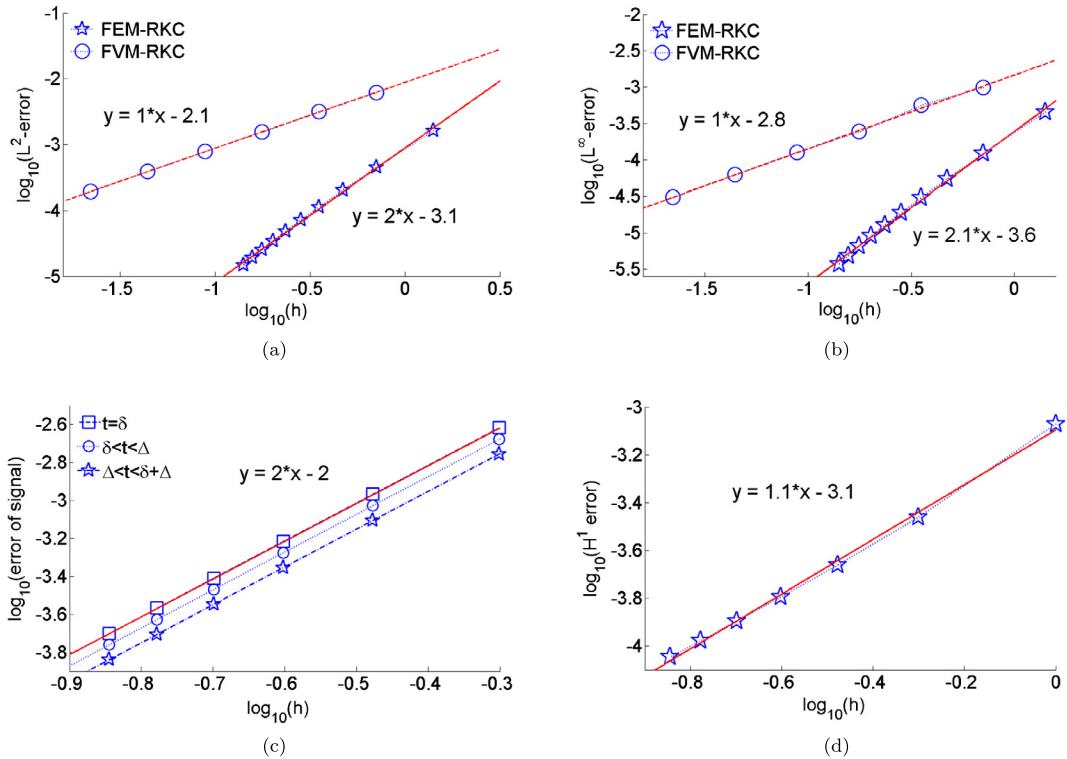 FEM-RKC
FVM-RKC
y = 1*x - 2.1
y = 2*x - 3.1
-1
-2
-3
-4
-5
-1.5
-1
-0.5
0
0.5
log10(L2-error)
log10(h)
(a)
FEM-RKC
FVM-RKC
y = 1*x - 2.8
y = 2.1*x - 3.6
-2
-2.5
-3
-3.5
-4
-4.5
-5
-5.5
-1.5
-1
-0.5
0
log10(L∞-error)
log10(h)
(b)
t=δ
δ<t<Δ
Δ<t<δ+Δ
y = 2*x - 2
-2.6
-2.8
-3
-3.2
-3.4
-3.6
-3.8
-0.9
-0.8
-0.7
-0.6
-0.5
-0.4
-0.3
log10(error of signal)
log10(h)
(c)
y = 1.1*x - 3.1
-3
-3.2
-3.4
-3.6
-3.8
-4
-0.8
-0.6
-0.4
-0.2
0
log10(H1 error)
log10(h)
(d)